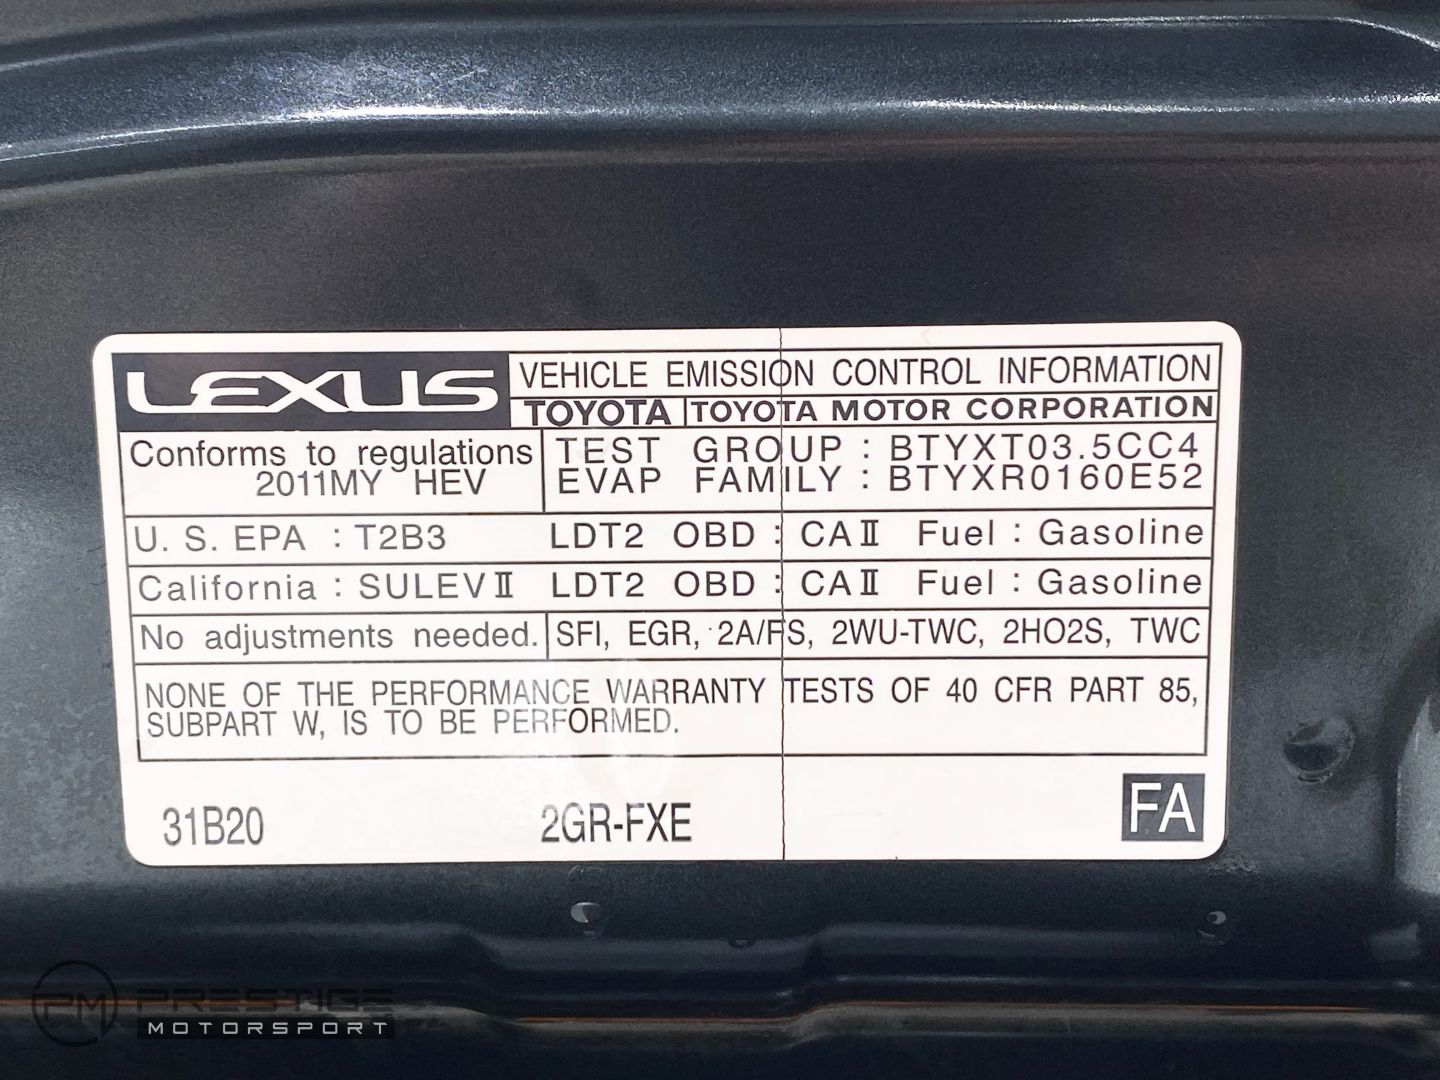 LEXUS
VEHICLE EMISSION CONTROL INFORMATION
TOYOTA TOYOTA MOTOR CORPORATION
Conforms to regulations
2011MY HEV
TEST GROUP : BTYXT03.5CC4
EVAP FAMILY : BTYXR0160E52
U. S. EPA : T2B3 LDT2 OBD : CAⅡ Fuel : Gasoline
California : SULEVⅡ LDT2 OBD : CAⅡ Fuel : Gasoline
No adjustments needed. SFI, EGR, 2A/FS, 2WU-TWC, 2HO2S, TWC
NONE OF THE PERFORMANCE WARRANTY TESTS OF 40 CFR PART 85,
SUBPART W, IS TO BE PERFORMED.
31B20 2GR-FXE FA
PM PRESTIGE
MOTORSPORT